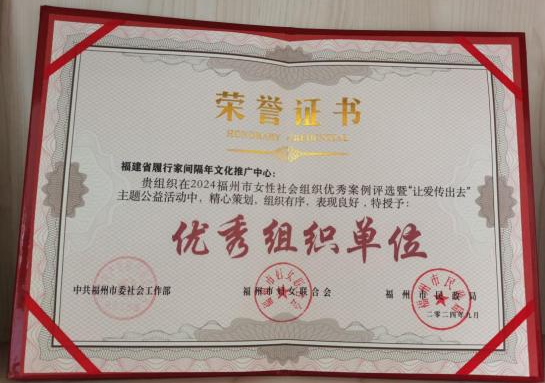 荣誉证书
HONORARY CREDENTIAL
福建省履行家间隔年文化推广中心：
贵组织在2024福州市女性社会组织优秀案例评选暨“让爱传出去”
主题公益活动中，精心策划，组织有序，表现良好，特授予：
优秀组织单位
中共福州市委社会工作部 福州市妇女联合会 福州市民政局
二零二四年九月